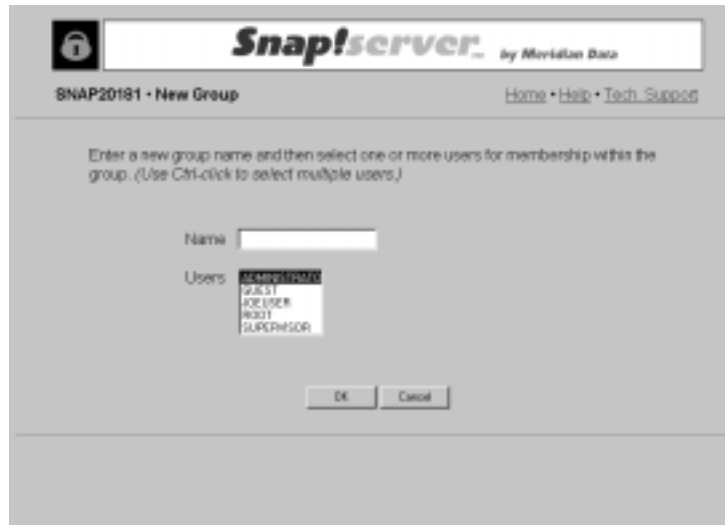 Snap!server™ by Meridian Data
SNAP20181 • New Group
Home • Help • Tech. Support
Enter a new group name and then select one or more users for membership within the
group. (Use Ctrl-click to select multiple users.)
Name
Users
ADMINISTRATO
GUEST
JOEUSER
ROOT
SUPERVISOR
OK
Cancel